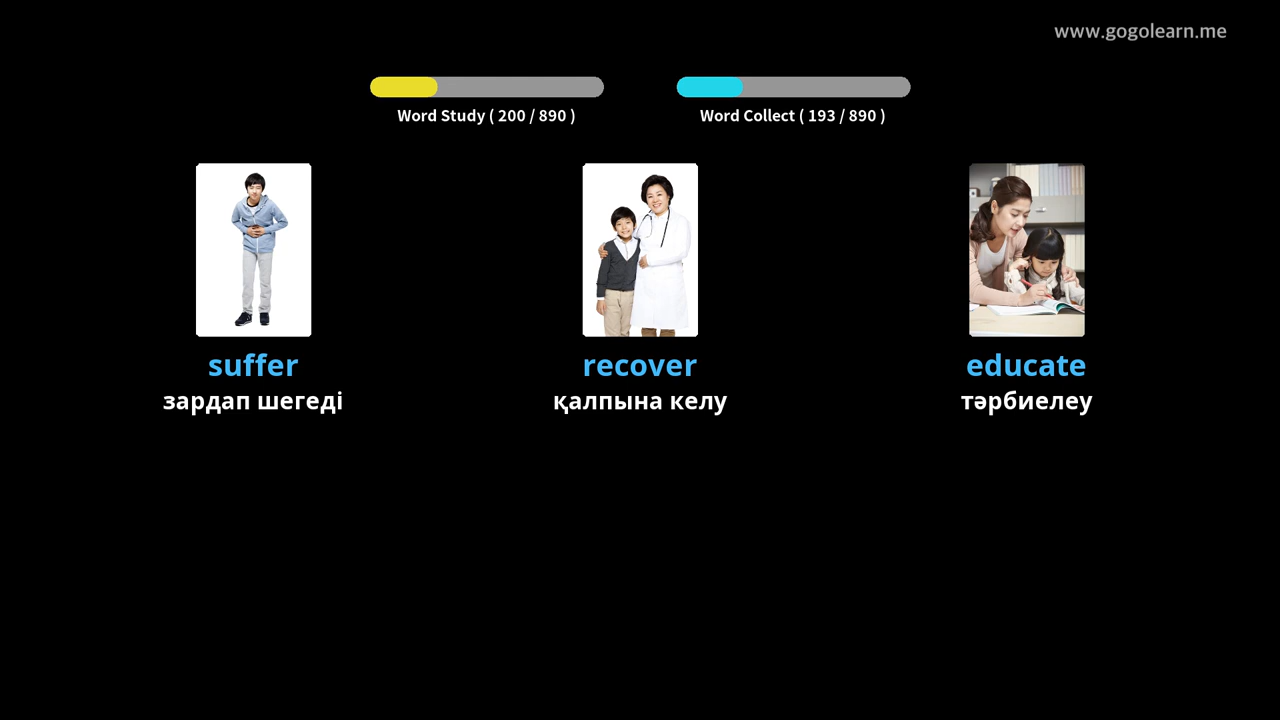 www.gogolearn.me
Word Study ( 200 / 890 )
Word Collect ( 193 / 890 )
suffer
зардап шегеді
recover
қалпына келу
educate
тәрбиелеу